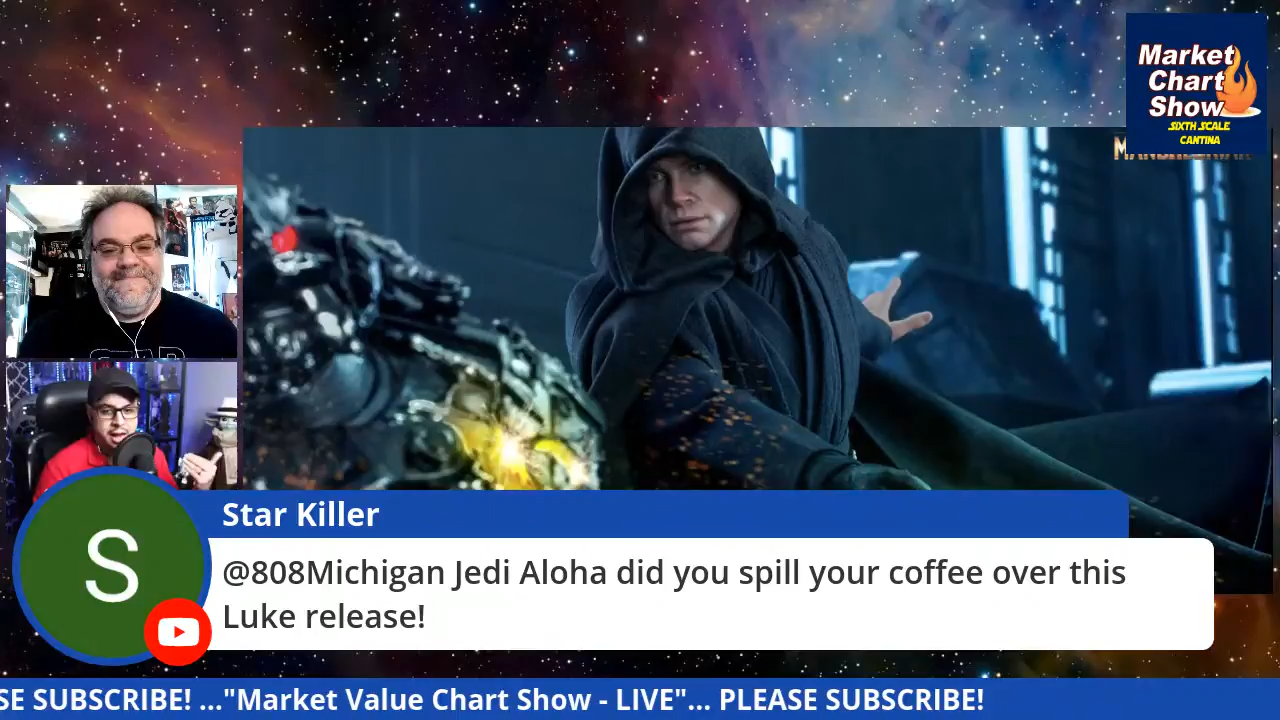 Market
Chart
Show
SIXTH SCALE
CANTINA
S
Star Killer
@808Michigan Jedi Aloha did you spill your coffee over this
Luke release!
SE SUBSCRIBE! ..."Market Value Chart Show - LIVE"... PLEASE SUBSCRIBE!